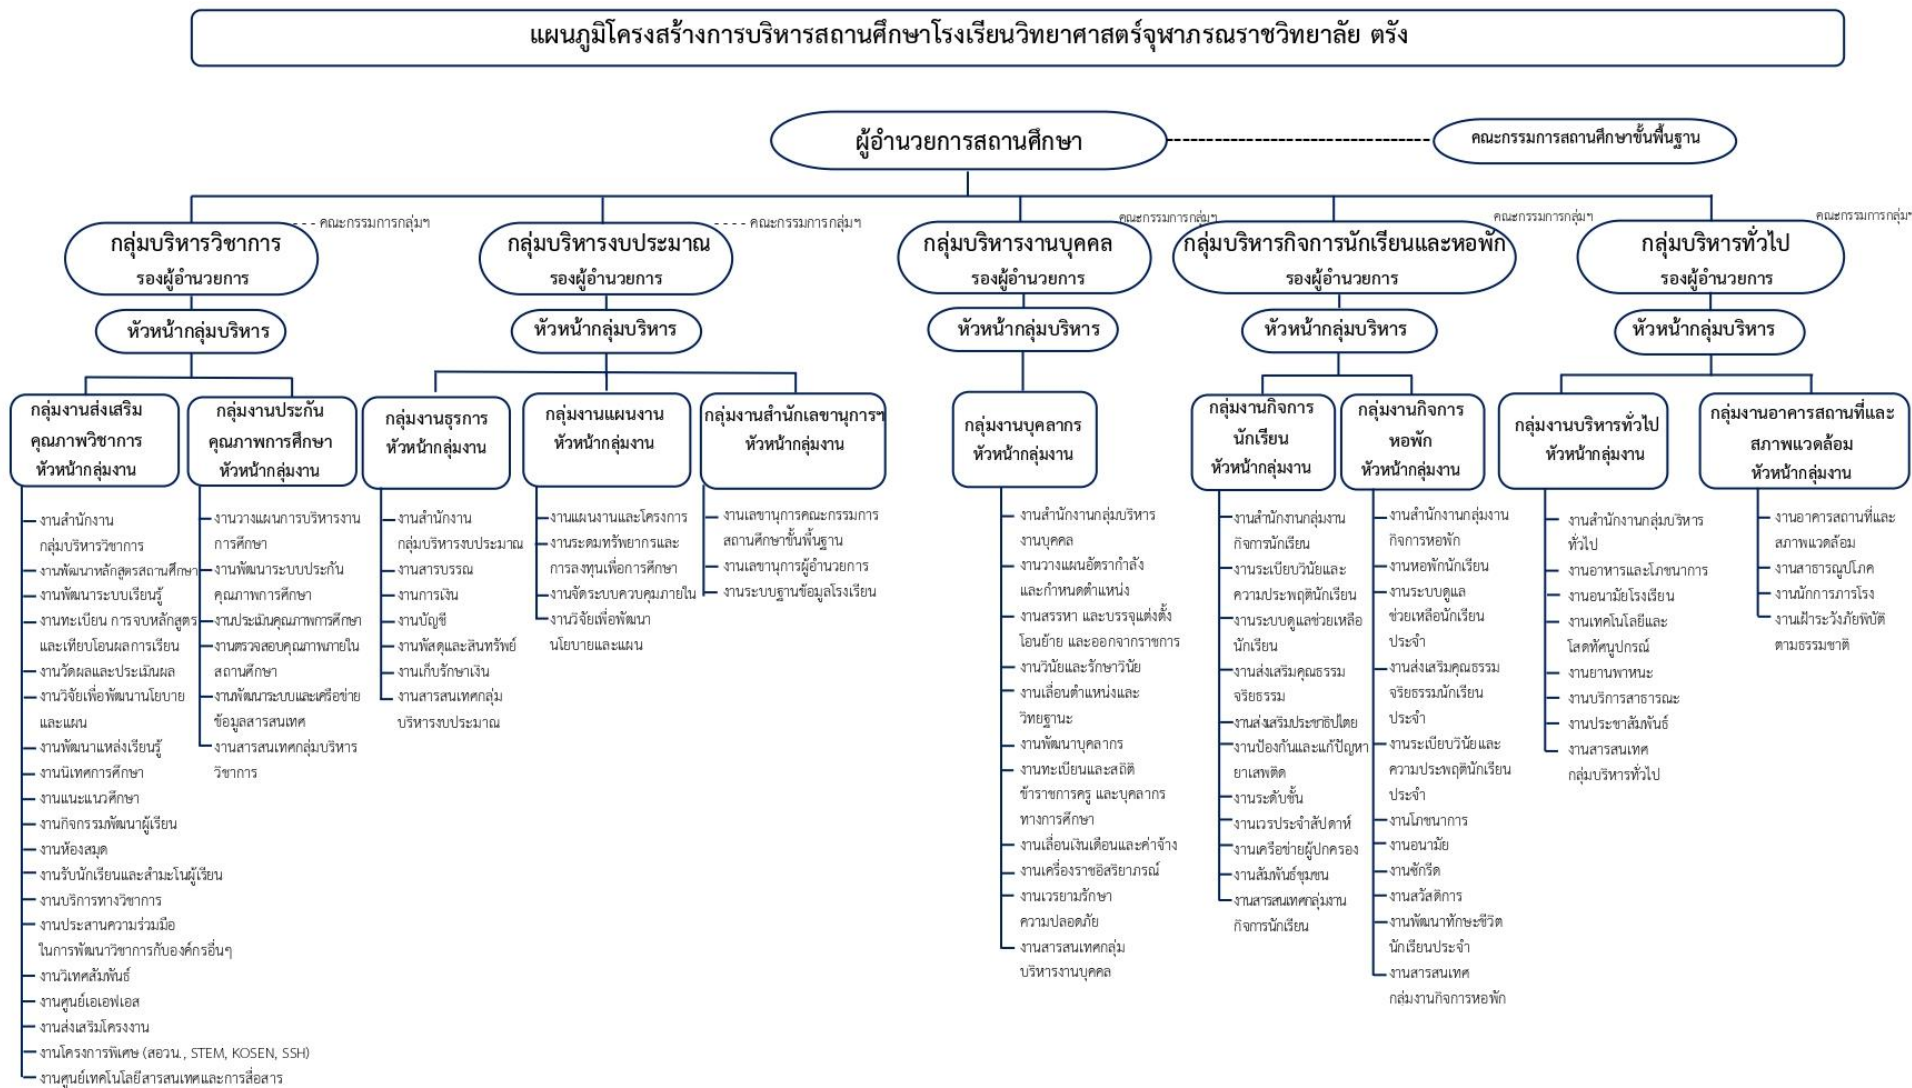 แผนภูมิโครงสร้างการบริหารสถานศึกษาโรงเรียนวิทยาศาสตร์จุฬาภรณราชวิทยาลัย ตรัง
ผู้อำนวยการสถานศึกษา
คณะกรรมการสถานศึกษาขั้นพื้นฐาน
คณะกรรมการกลุ่มฯ
กลุ่มบริหารวิชาการ
รองผู้อำนวยการ
หัวหน้ากลุ่มบริหาร
กลุ่มงานส่งเสริม
คุณภาพวิชาการ
หัวหน้ากลุ่มงาน
งานสำนักงาน
กลุ่มบริหารวิชาการ
งานพัฒนาหลักสูตรสถานศึกษา
งานพัฒนาระบบเรียนรู้
งานทะเบียน การจบหลักสูตร
และเทียบโอนผลการเรียน
งานวัดผลและประเมินผล
งานวิจัยเพื่อพัฒนานโยบาย
และแผน
งานพัฒนาแหล่งเรียนรู้
งานนิเทศการศึกษา
งานแนะแนวศึกษา
งานกิจกรรมพัฒนาผู้เรียน
งานห้องสมุด
งานรับนักเรียนและสำมะโนผู้เรียน
งานบริการทางวิชาการ
งานประสานความร่วมมือ
ในการพัฒนาวิชาการกับองค์กรอื่นๆ
งานวิเทศสัมพันธ์
งานศูนย์เอเอฟเอส
งานส่งเสริมโครงงาน
งานโครงการพิเศษ (สอวน., STEM, KOSEN, SSH)
งานศูนย์เทคโนโลยีสารสนเทศและการสื่อสาร
กลุ่มงานประกัน
คุณภาพการศึกษา
หัวหน้ากลุ่มงาน
งานวางแผนการบริหารงาน
การศึกษา
งานพัฒนาระบบประกัน
คุณภาพการศึกษา
งานประเมินคุณภาพการศึกษา
งานตรวจสอบคุณภาพภายใน
สถานศึกษา
งานพัฒนาระบบและเครือข่าย
ข้อมูลสารสนเทศ
งานสารสนเทศกลุ่มบริหาร
วิชาการ
คณะกรรมการกลุ่มฯ
กลุ่มบริหารงบประมาณ
รองผู้อำนวยการ
หัวหน้ากลุ่มบริหาร
กลุ่มงานธุรการ
หัวหน้ากลุ่มงาน
งานสำนักงาน
กลุ่มบริหารงบประมาณ
งานสารบรรณ
งานการเงิน
งานบัญชี
งานพัสดุและสินทรัพย์
งานเก็บรักษาเงิน
งานสารสนเทศกลุ่ม
บริหารงบประมาณ
กลุ่มงานแผนงาน
หัวหน้ากลุ่มงาน
งานแผนงานและโครงการ
งานระดมทรัพยากรและ
การลงทุนเพื่อการศึกษา
งานจัดระบบควบคุมภายใน
งานวิจัยเพื่อพัฒนา
นโยบายและแผน
กลุ่มงานสำนักเลขานุการฯ
หัวหน้ากลุ่มงาน
งานเลขานุการคณะกรรมการ
สถานศึกษาขั้นพื้นฐาน
งานเลขานุการผู้อำนวยการ
งานระบบฐานข้อมูลโรงเรียน
คณะกรรมการกลุ่มฯ
กลุ่มบริหารงานบุคคล
รองผู้อำนวยการ
หัวหน้ากลุ่มบริหาร
กลุ่มงานบุคลากร
หัวหน้ากลุ่มงาน
งานสำนักงานกลุ่มบริหาร
งานบุคคล
งานวางแผนอัตรากำลัง
และกำหนดตำแหน่ง
งานสรรหา และบรรจุแต่งตั้ง
โอนย้าย และออกจากราชการ
งานวินัยและรักษาวินัย
งานเลื่อนตำแหน่งและ
วิทยฐานะ
งานพัฒนาบุคลากร
งานทะเบียนและสถิติ
ข้าราชการครู และบุคลากร
ทางการศึกษา
งานเลื่อนเงินเดือนและค่าจ้าง
งานเครื่องราชอิสริยาภรณ์
งานเวรยามรักษา
ความปลอดภัย
งานสารสนเทศกลุ่ม
บริหารงานบุคคล
คณะกรรมการกลุ่มฯ
กลุ่มบริหารกิจการนักเรียนและหอพัก
รองผู้อำนวยการ
หัวหน้ากลุ่มบริหาร
กลุ่มงานกิจการ
นักเรียน
หัวหน้ากลุ่มงาน
งานสำนักงานกลุ่มงาน
กิจการนักเรียน
งานระเบียบวินัยและ
ความประพฤตินักเรียน
งานระบบดูแลช่วยเหลือ
นักเรียน
งานส่งเสริมคุณธรรม
จริยธรรม
งานส่งเสริมประชาธิปไตย
งานป้องกันและแก้ปัญหา
ยาเสพติด
งานระดับชั้น
งานเวรประจำสัปดาห์
งานเครือข่ายผู้ปกครอง
งานสัมพันธ์ชุมชน
งานสารสนเทศกลุ่มงาน
กิจการนักเรียน
กลุ่มงานกิจการ
หอพัก
หัวหน้ากลุ่มงาน
งานสำนักงานกลุ่มงาน
กิจการหอพัก
งานหอพักนักเรียน
งานระบบดูแล
ช่วยเหลือนักเรียน
ประจำ
งานส่งเสริมคุณธรรม
จริยธรรมนักเรียน
ประจำ
งานระเบียบวินัยและ
ความประพฤตินักเรียน
ประจำ
งานโภชนาการ
งานอนามัย
งานซักรีด
งานสวัสดิการ
งานพัฒนาทักษะชีวิต
นักเรียนประจำ
งานสารสนเทศ
กลุ่มงานกิจการหอพัก
คณะกรรมการกลุ่มฯ
กลุ่มบริหารทั่วไป
รองผู้อำนวยการ
หัวหน้ากลุ่มบริหาร
กลุ่มงานบริหารทั่วไป
หัวหน้ากลุ่มงาน
งานสำนักงานกลุ่มบริหาร
ทั่วไป
งานอาหารและโภชนาการ
งานอนามัยโรงเรียน
งานเทคโนโลยีและ
โสตทัศนูปกรณ์
งานยานพาหนะ
งานบริการสาธารณะ
งานประชาสัมพันธ์
งานสารสนเทศ
กลุ่มบริหารทั่วไป
กลุ่มงานอาคารสถานที่และ
สภาพแวดล้อม
หัวหน้ากลุ่มงาน
งานอาคารสถานที่และ
สภาพแวดล้อม
งานสาธารณูปโภค
งานนักการภารโรง
งานเฝ้าระวังภัยพิบัติ
ตามธรรมชาติ